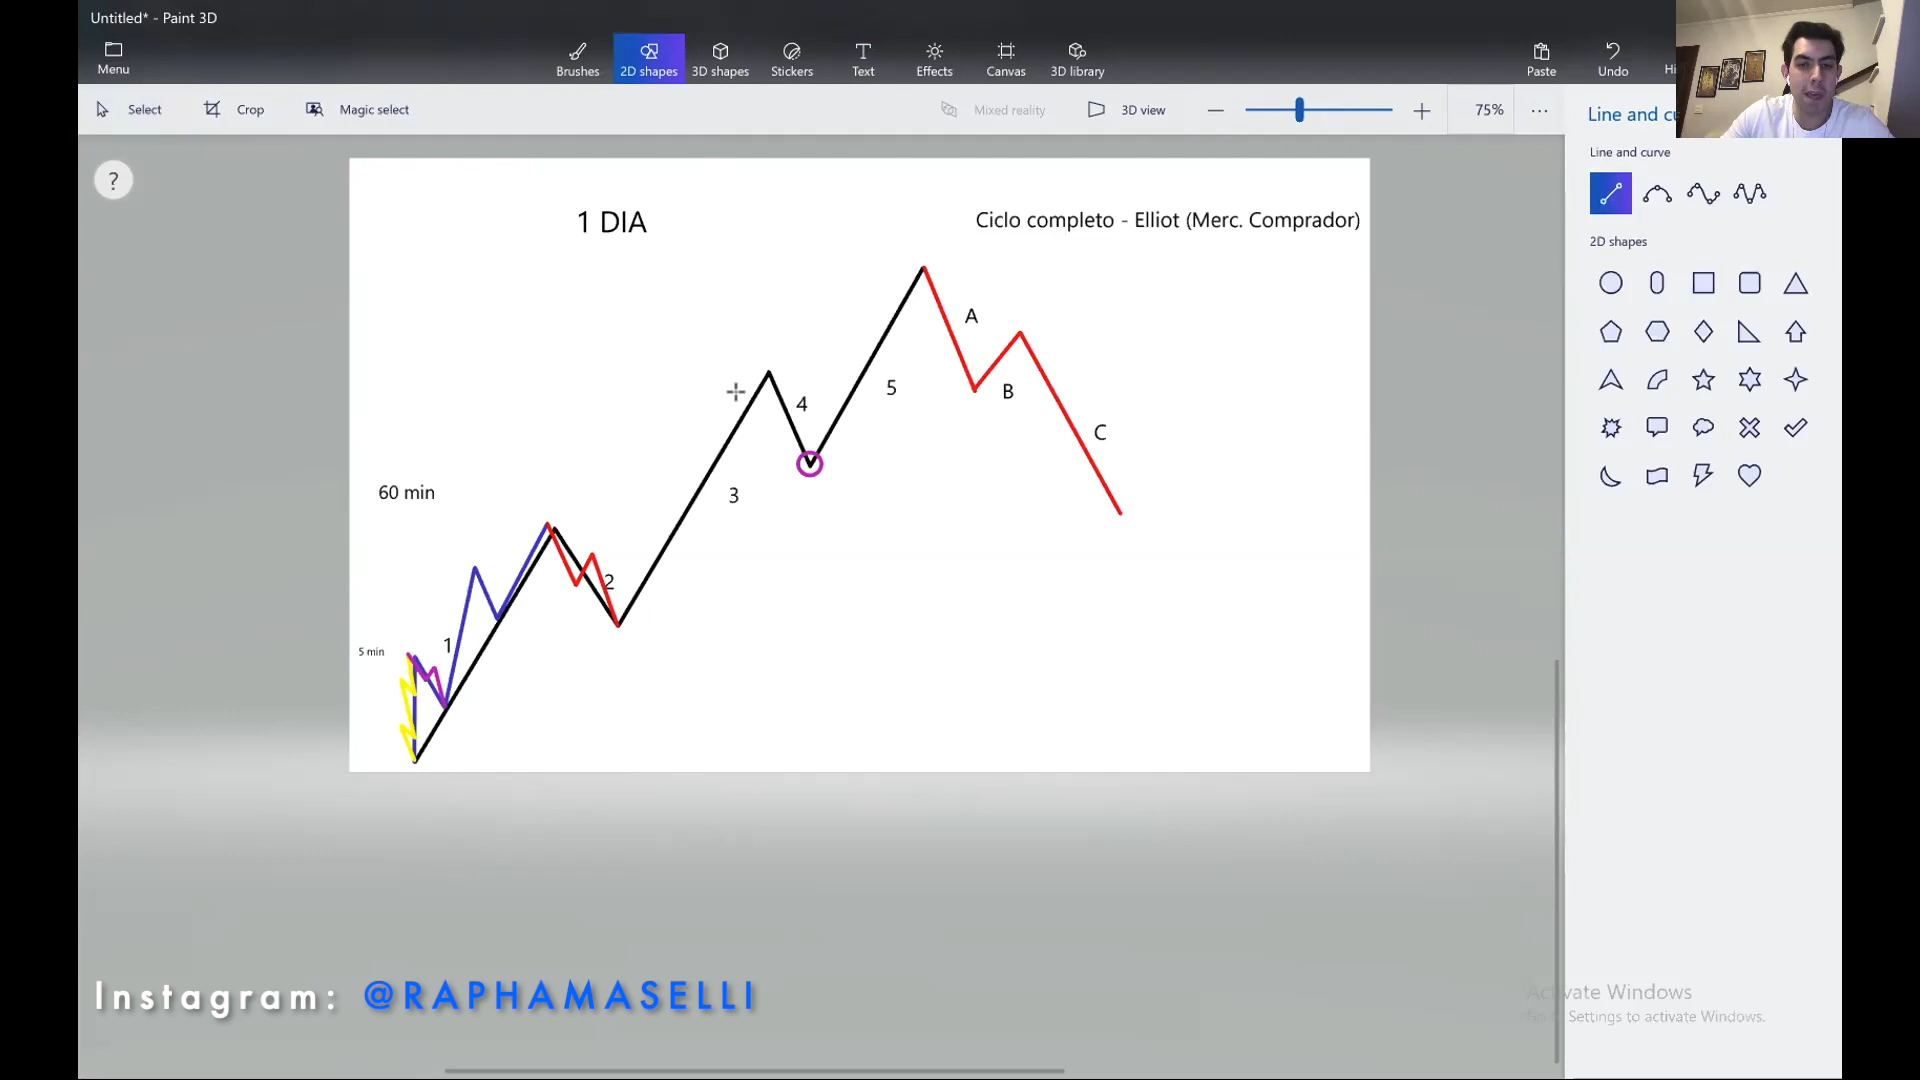 Untitled* - Paint 3D
Menu
Brushes
2D shapes
3D shapes
Stickers
Text
Effects
Canvas
3D library
Paste
Undo
Select
Crop
Magic select
Mixed reality
3D view
75%
Line and
Line and curve
?
1 DIA
Ciclo completo - Elliot (Merc. Comprador)
2D shapes
A
5
B
4
C
60 min
3
2
1
5 min
Instagram: @RAPHAMASELLI
Activate Windows
Settings to activate Windows.